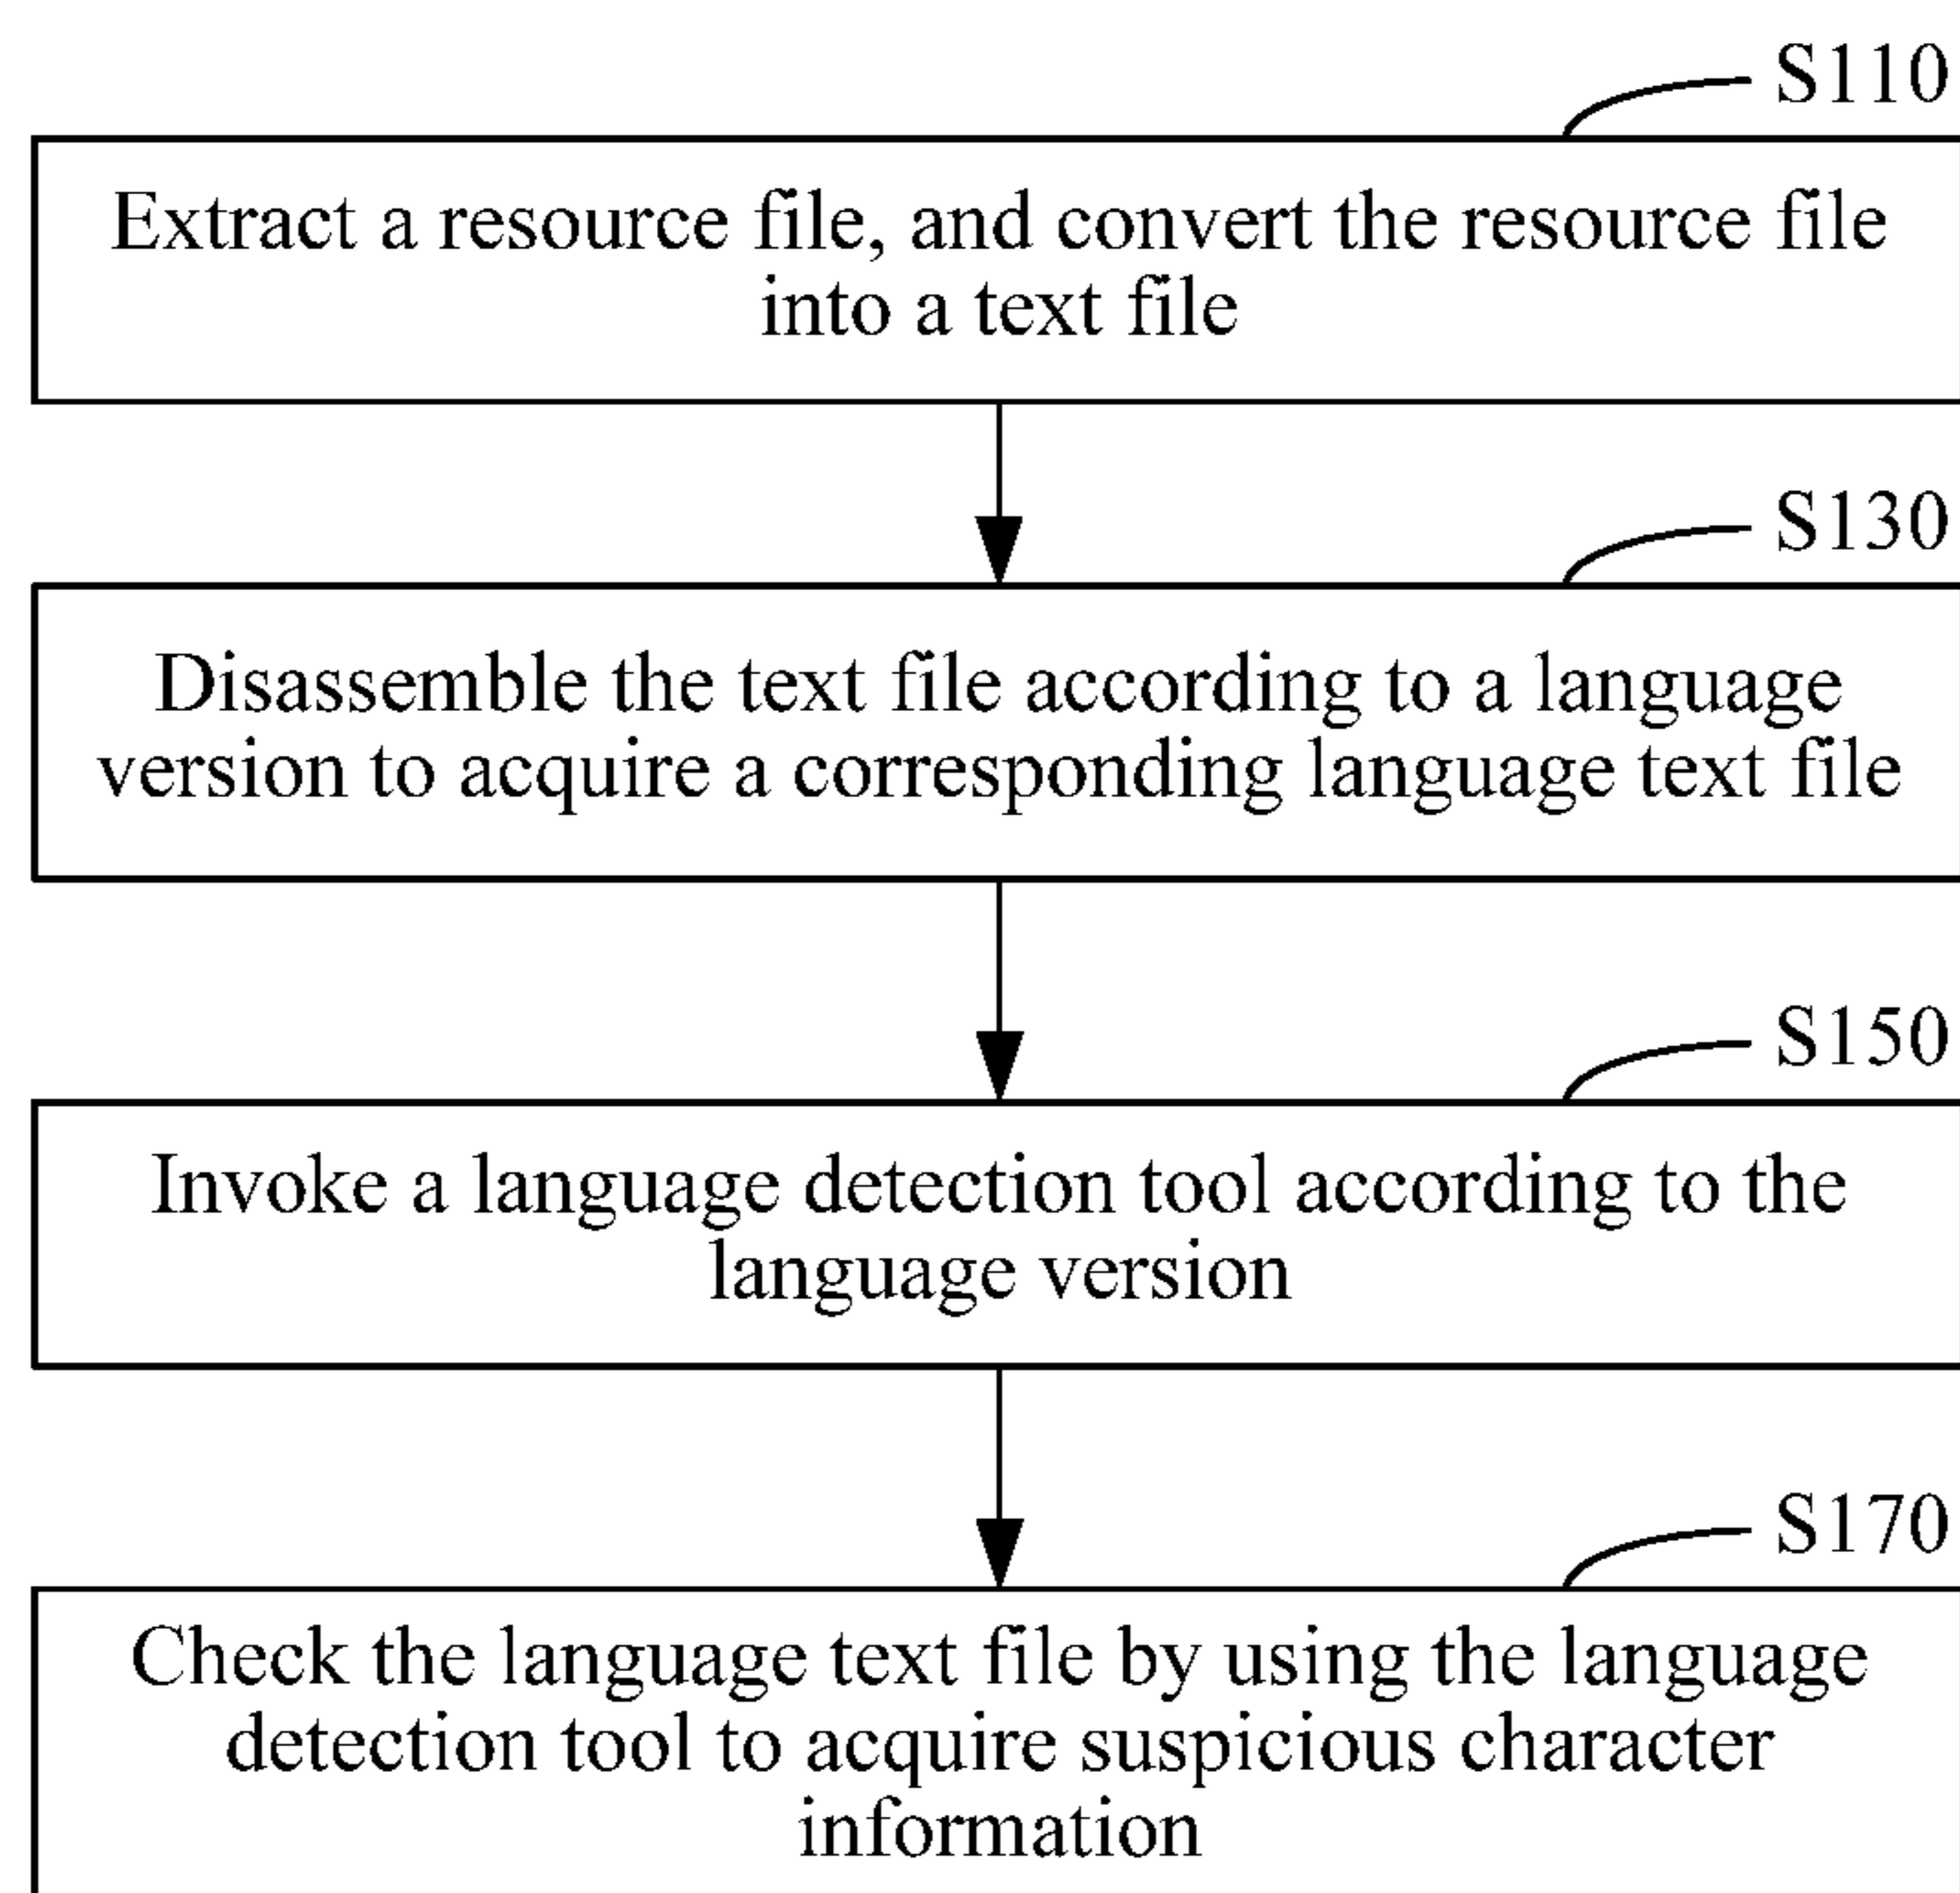 S110
Extract a resource file, and convert the resource file
into a text file
S130
Disassemble the text file according to a language
version to acquire a corresponding language text file
S150
Invoke a language detection tool according to the
language version
S170
Check the language text file by using the language
detection tool to acquire suspicious character
information